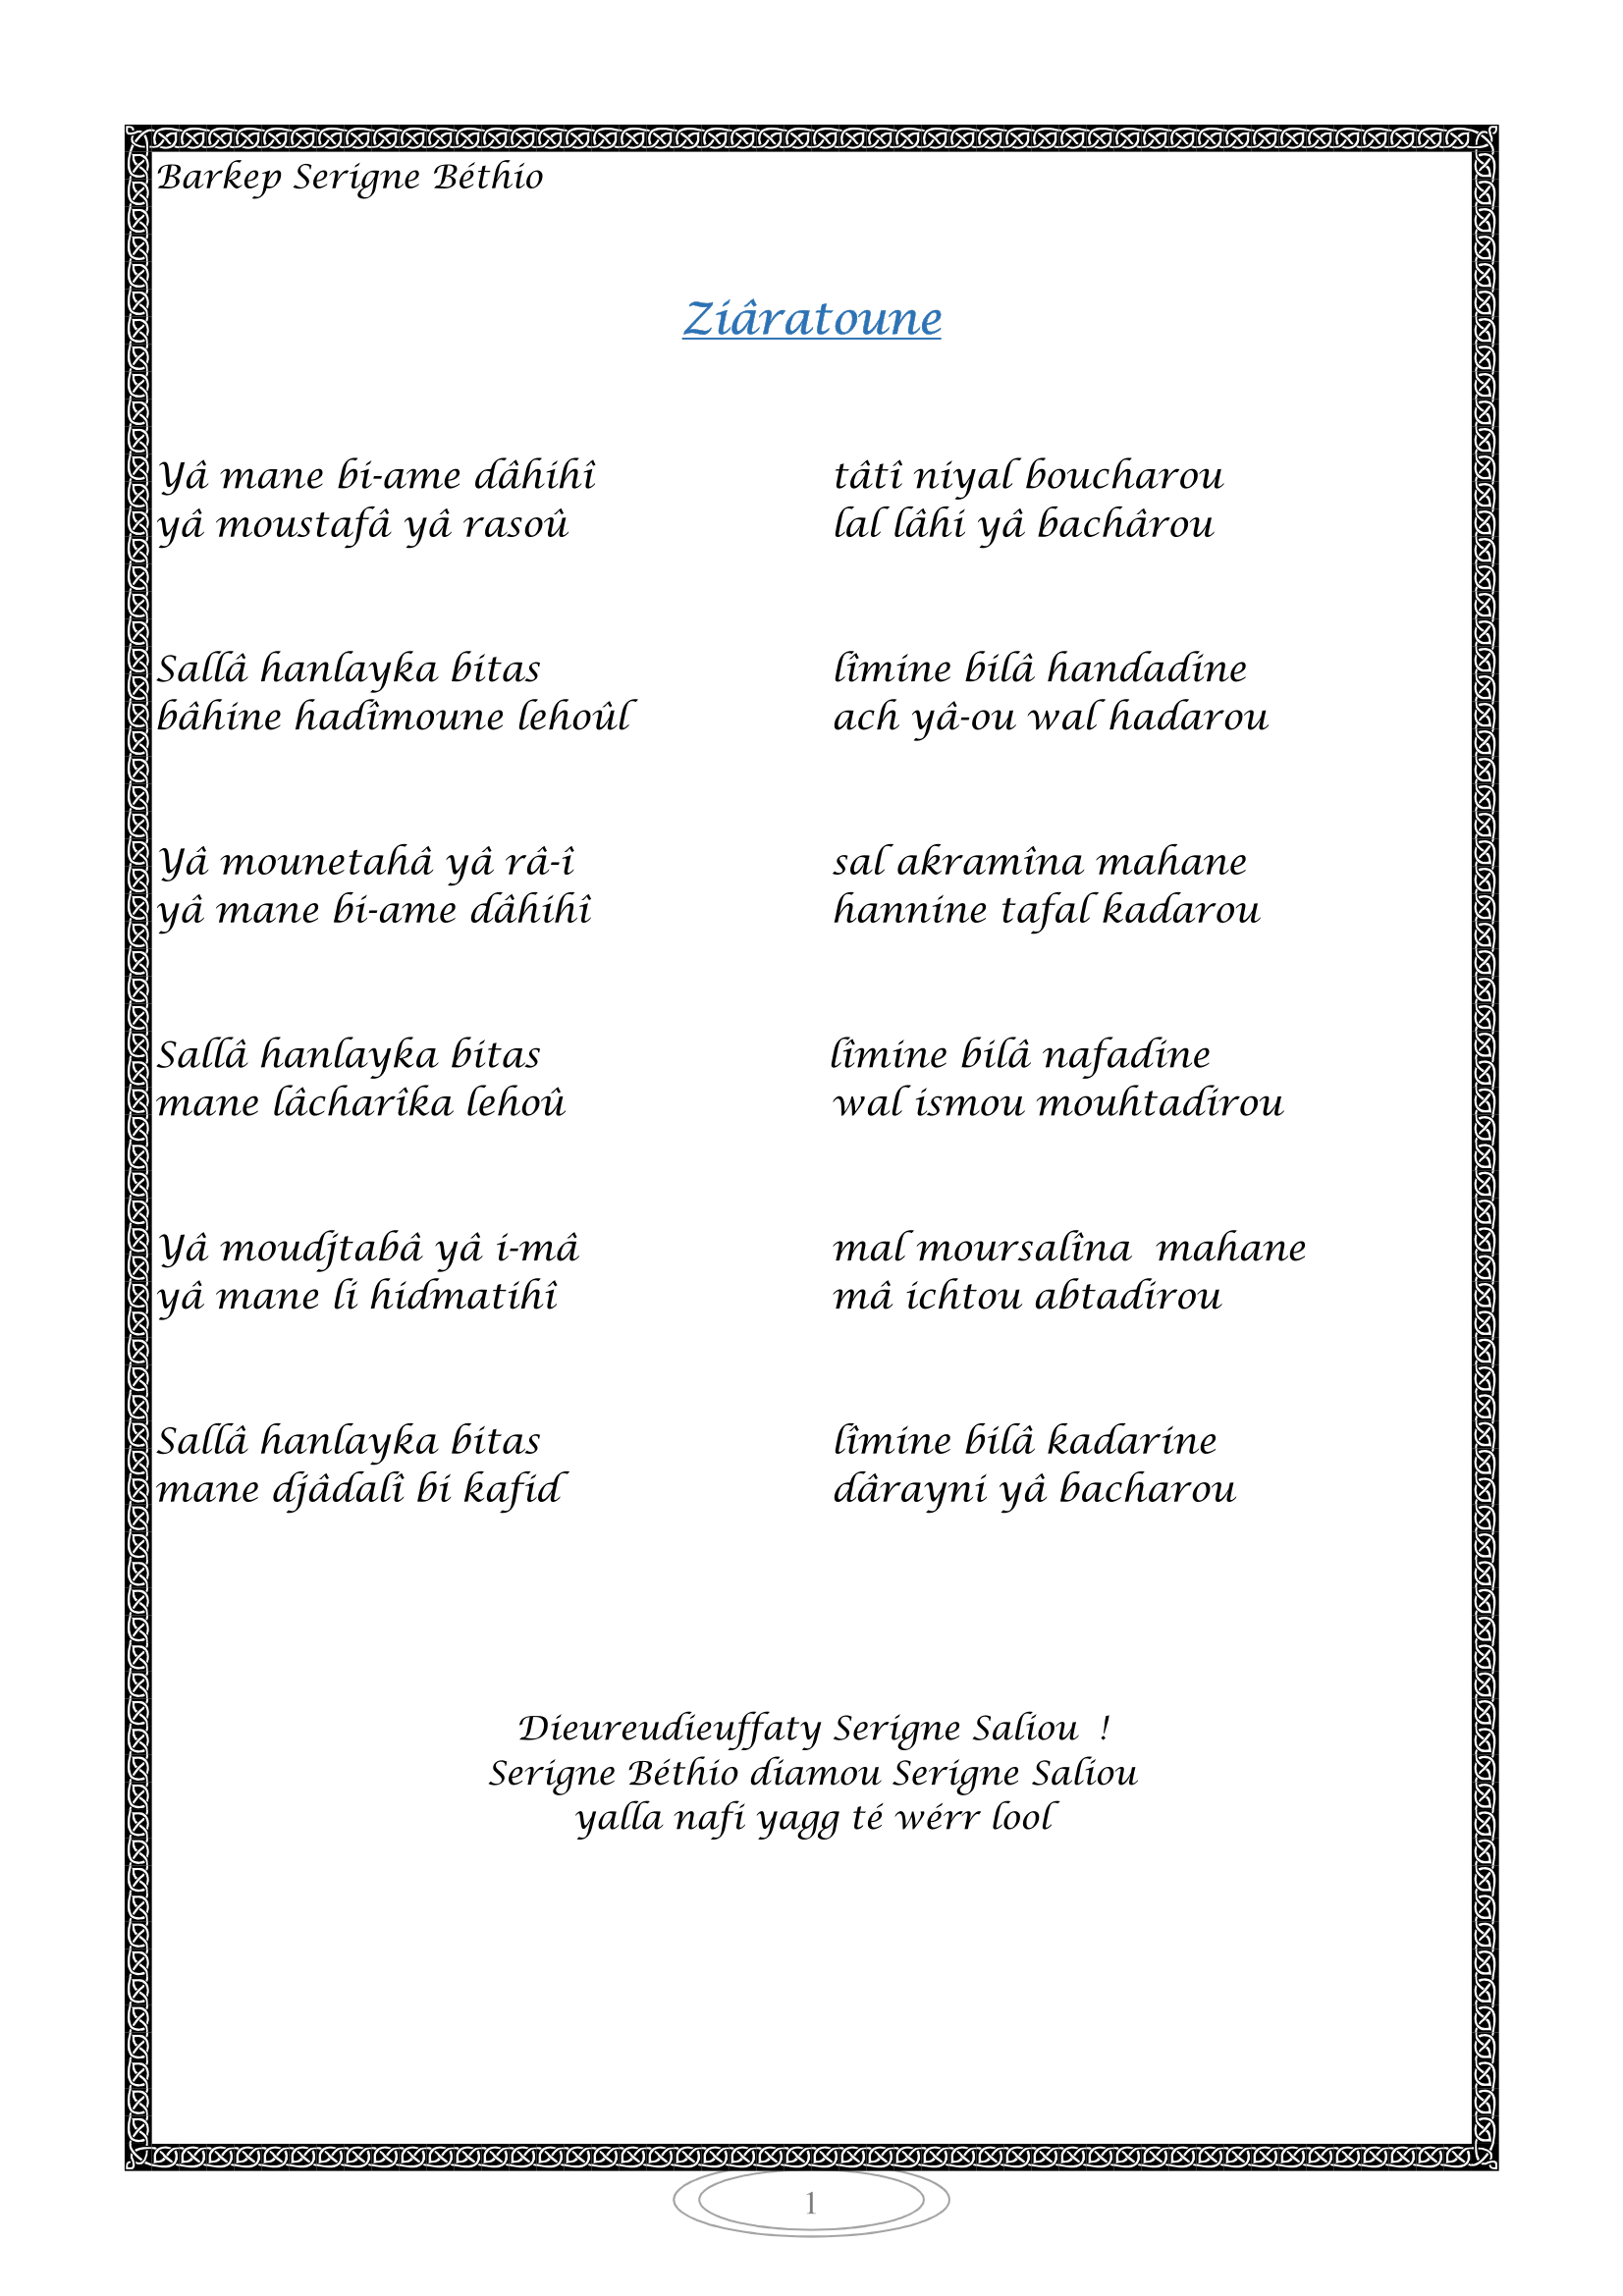 Barkep Serigne Béthio
Ziâratoune
Yâ mane bi-ame dâhihî tâtî niyal boucharou
yâ moustafâ yâ rasoû lal lâhi yâ bachârou
Sallâ hanlayka bitas lîmine bilâ handadine
bâhine hadîmoune lehoûl ach yâ-ou wal hadarou
Yâ mounetahâ yâ râ-î sal akramîna mahane
yâ mane bi-ame dâhihî hannine tafal kadarou
Sallâ hanlayka bitas lîmine bilâ nafadine
mane lâcharîka lehoû wal ismou mouhtadirou
Yâ moudjtabâ yâ i-mâ mal moursalîna mahane
yâ mane li hidmatihî mâ ichtou abtadirou
Sallâ hanlayka bitas lîmine bilâ kadarine
mane djâdalî bi kafid dârayni yâ bacharou
Dieureudieuffaty Serigne Saliou !
Serigne Béthio diamou Serigne Saliou
yalla nafi yagg té wérr lool
1